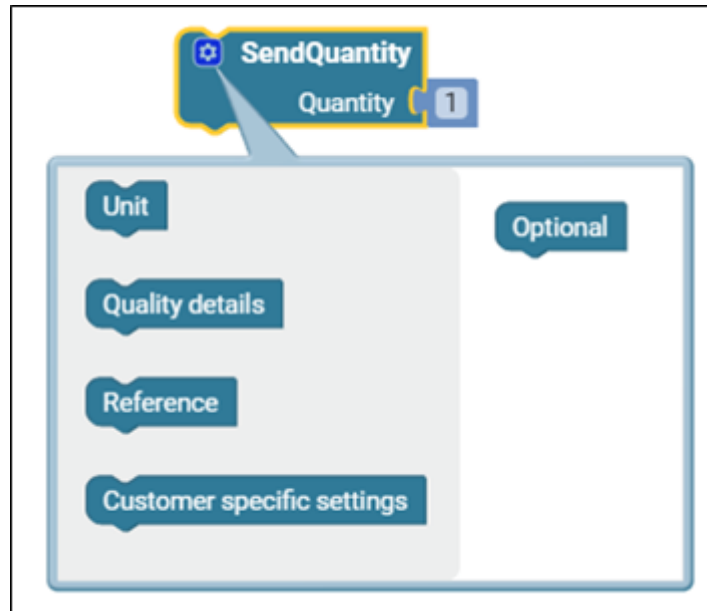 SendQuantity
Quantity 1
Unit
Optional
Quality details
Reference
Customer specific settings